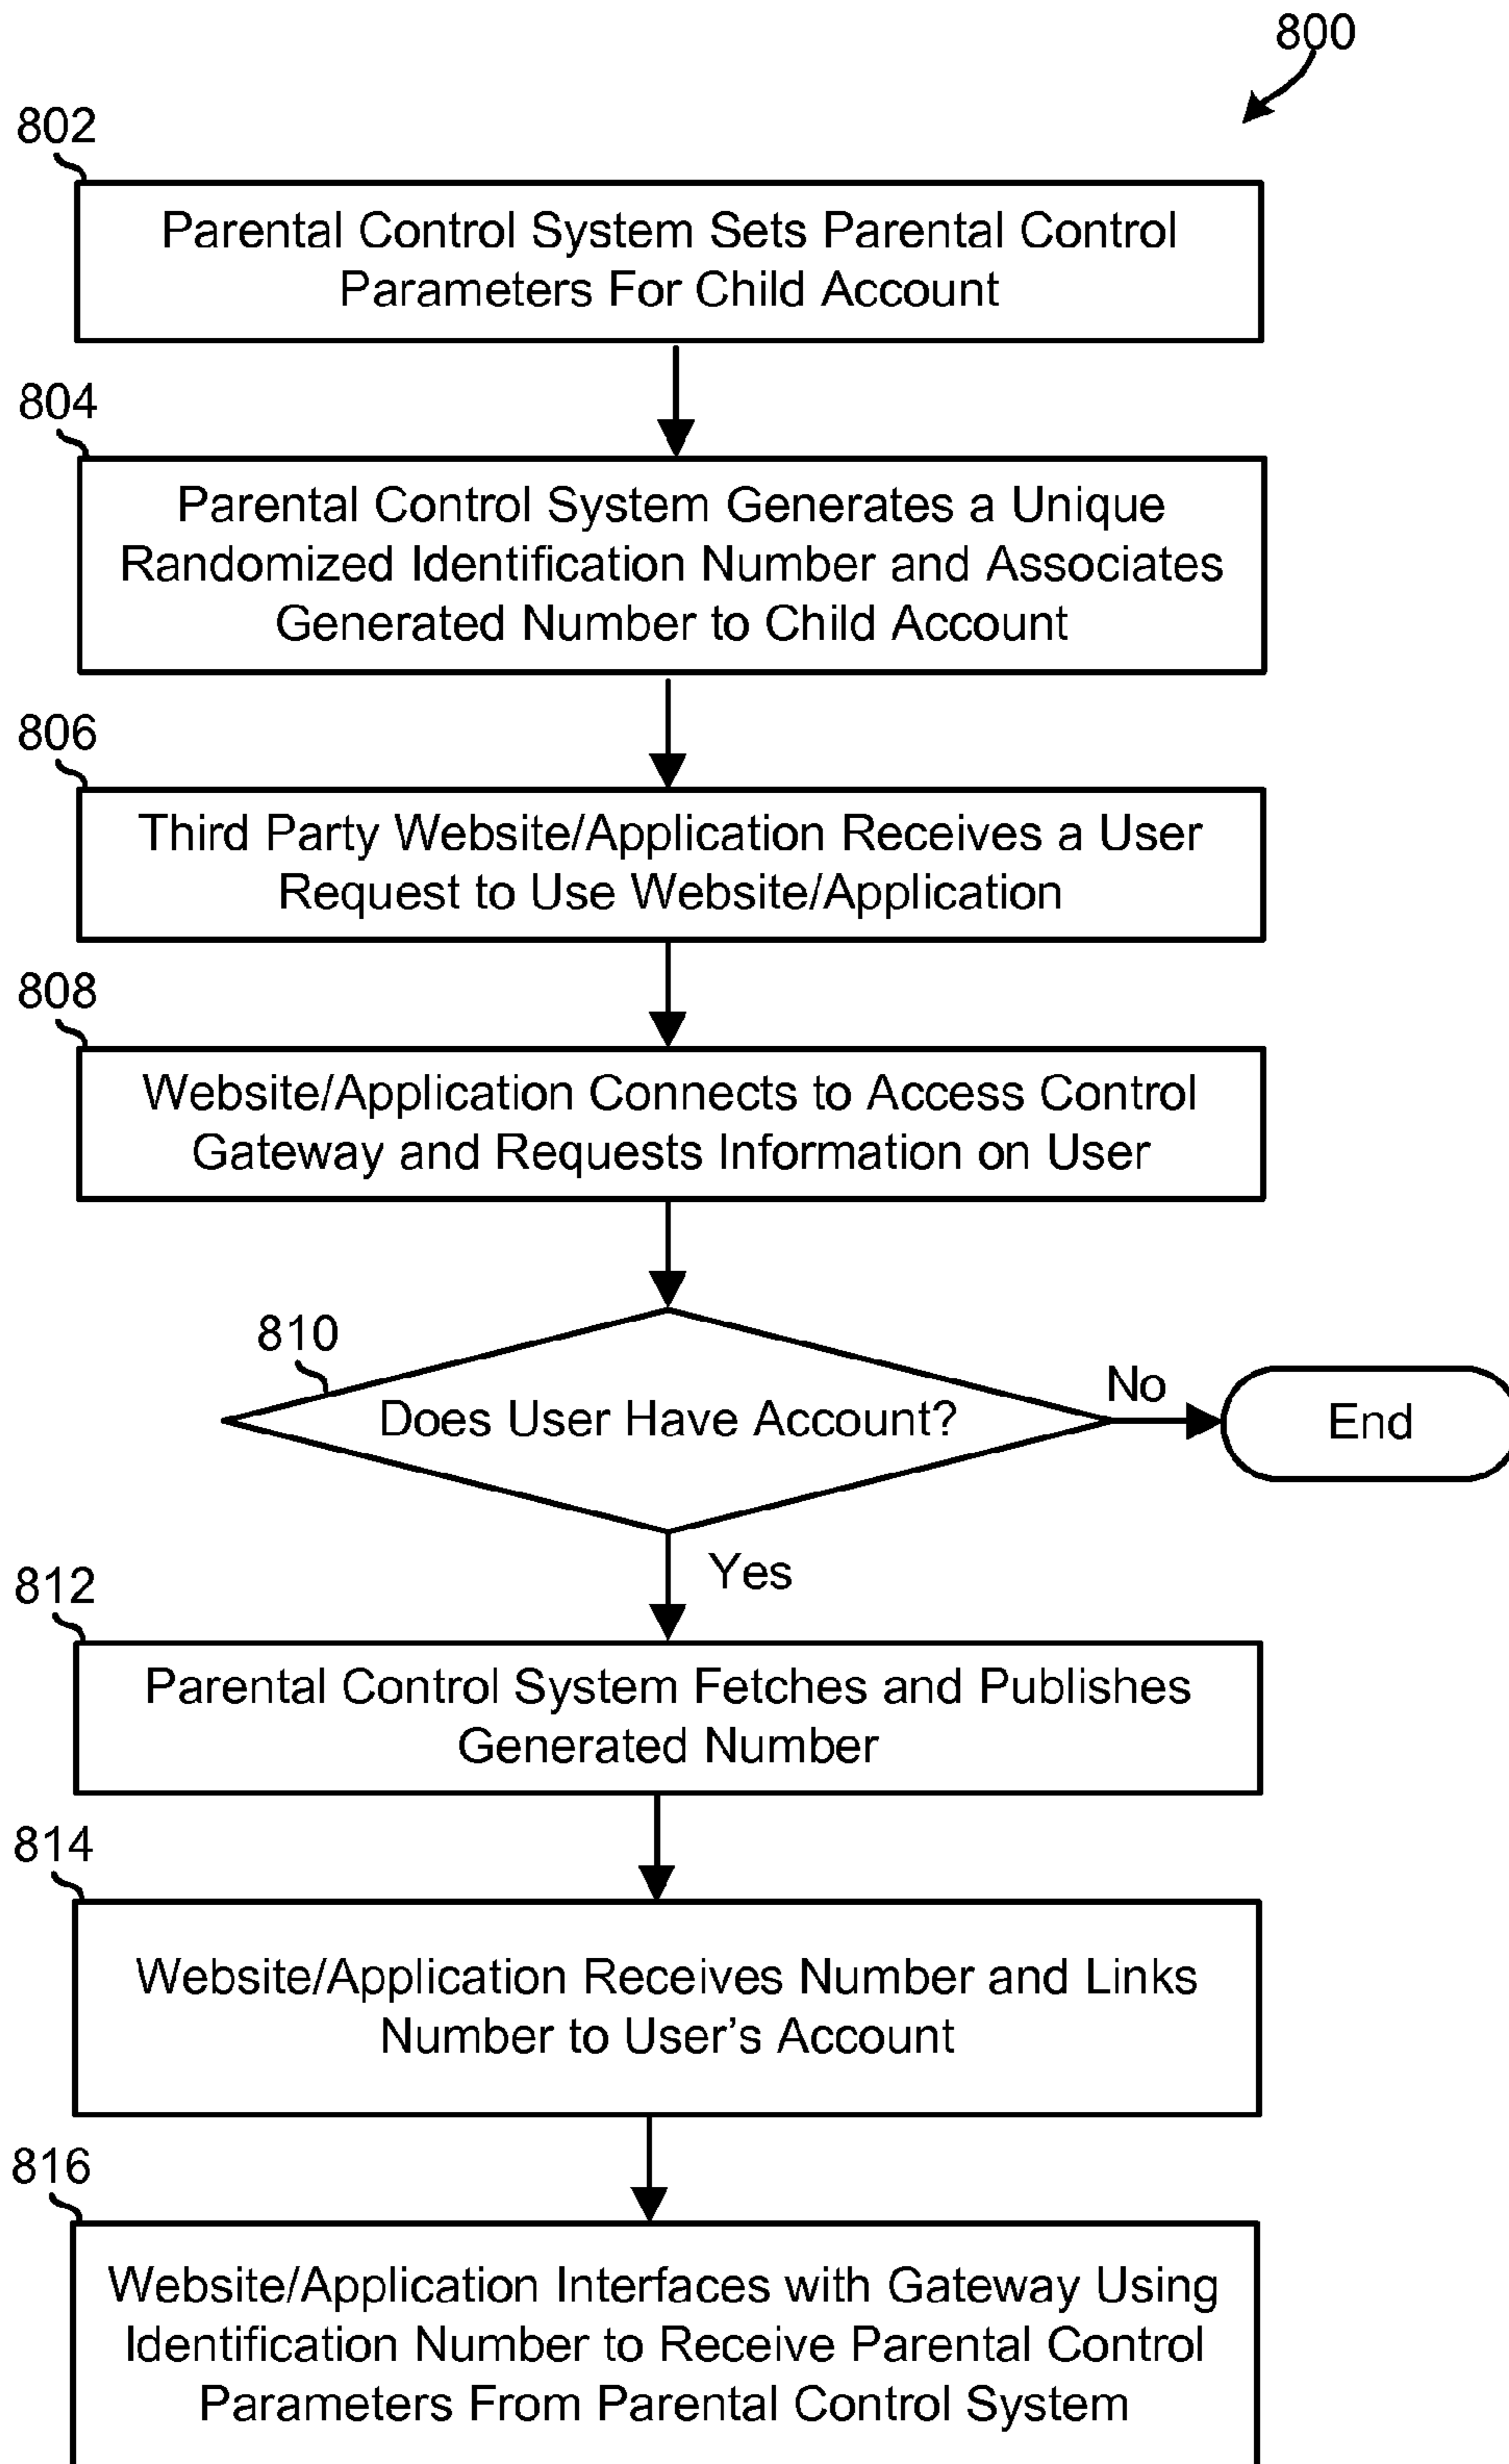 800
802
Parental Control System Sets Parental Control
Parameters For Child Account
804
Parental Control System Generates a Unique
Randomized Identification Number and Associates
Generated Number to Child Account
806
Third Party Website/Application Receives a User
Request to Use Website/Application
808
Website/Application Connects to Access Control
Gateway and Requests Information on User
810
Does User Have Account?
No
End
Yes
812
Parental Control System Fetches and Publishes
Generated Number
814
Website/Application Receives Number and Links
Number to User's Account
816
Website/Application Interfaces with Gateway Using
Identification Number to Receive Parental Control
Parameters From Parental Control System